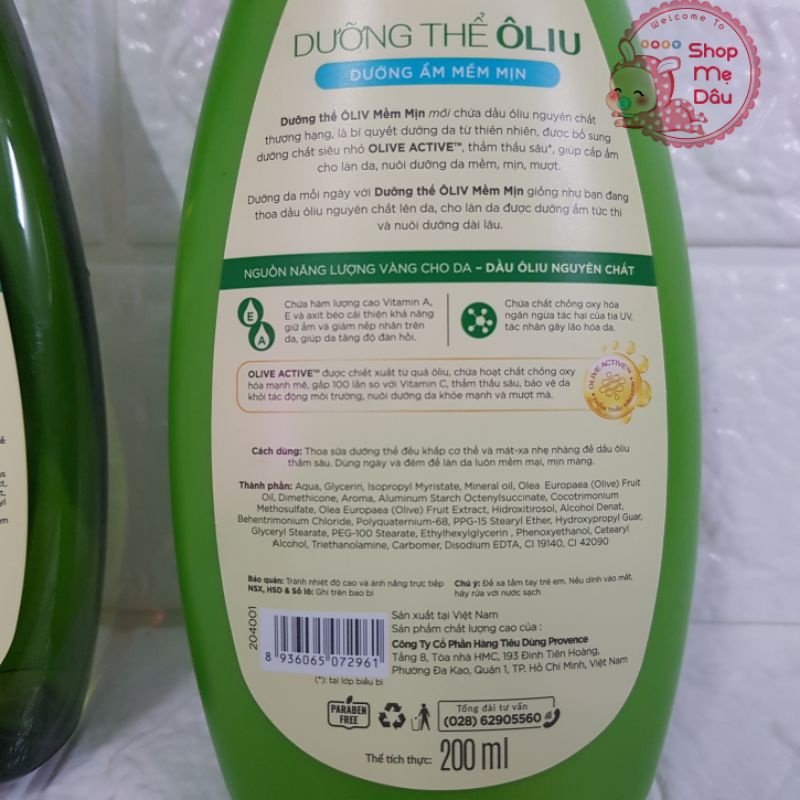 DƯỠNG THỂ ÔLIU
DƯỠNG ẨM MỀM MỊN
Welcome To
Shop
Mẹ
Dâu
Dưỡng thể ÔLIV Mềm Mịn mới chứa dầu ôliu nguyên chất
thượng hạng, là bí quyết dưỡng da từ thiên nhiên, được bổ sung
dưỡng chất siêu nhỏ OLIVE ACTIVE™, thẩm thấu sâu*, giúp cấp ẩm
cho làn da, nuôi dưỡng da mềm, mịn, mượt.
Dưỡng da mỗi ngày với Dưỡng thể ÔLIV Mềm Mịn giống như bạn đang
thoa dầu ôliu nguyên chất lên da, cho làn da được dưỡng ẩm tức thì
và nuôi dưỡng dài lâu.
NGUỒN NĂNG LƯỢNG VÀNG CHO DA – DẦU ÔLIU NGUYÊN CHẤT
E
A
Chứa hàm lượng cao Vitamin A,
E và axit béo cải thiện khả năng
giữ ẩm và giảm nếp nhăn trên
da, giúp da tăng độ đàn hồi.
Chứa chất chống oxy hóa
ngăn ngừa tác hại của tia UV,
tác nhân gây lão hóa da.
OLIVE ACTIVE™ được chiết xuất từ quả ôliu, chứa hoạt chất chống oxy
hóa mạnh mẽ, gấp 100 lần so với Vitamin C, thẩm thấu sâu, bảo vệ da
khỏi tác động môi trường, nuôi dưỡng da khỏe mạnh và mượt mà.
OLIVE ACTIVE™
Cách dùng: Thoa sữa dưỡng thể đều khắp cơ thể và mát-xa nhẹ nhàng để dầu ôliu
thấm sâu. Dùng ngày và đêm để làn da luôn mềm mại, mịn màng.
Thành phần: Aqua, Glycerin, Isopropyl Myristate, Mineral oil, Olea Europaea (Olive) Fruit
Oil, Dimethicone, Aroma, Aluminum Starch Octenylsuccinate, Cocotrimonium
Methosulfate, Olea Europaea (Olive) Fruit Extract, Hidroxitirosol, Alcohol Denat,
Behentrimonium Chloride, Polyquaternium-68, PPG-15 Stearyl Ether, Hydroxypropyl Guar,
Glyceryl Stearate, PEG-100 Stearate, Ethylhexylglycerin , Phenoxyethanol, Cetearyl
Alcohol, Triethanolamine, Carbomer, Disodium EDTA, CI 19140, CI 42090
Bảo quản: Tránh nhiệt độ cao và ánh nắng trực tiếp
NSX, HSD & Số lô: Ghi trên bao bì
Chú ý: Để xa tầm tay trẻ em. Nếu dính vào mắt,
hãy rửa với nước sạch
204001
8 936065 072961
(*): tại lớp biểu bì
Sản xuất tại Việt Nam
Sản phẩm chất lượng cao của :
Công Ty Cổ Phần Hàng Tiêu Dùng Provence
Tầng 8, Tòa nhà HMC, 193 Đinh Tiên Hoàng,
Phường Đa Kao, Quận 1, TP. Hồ Chí Minh, Việt Nam
PARABEN
FREE
Tổng đài tư vấn
(028) 62905560
Thể tích thực: 200 ml